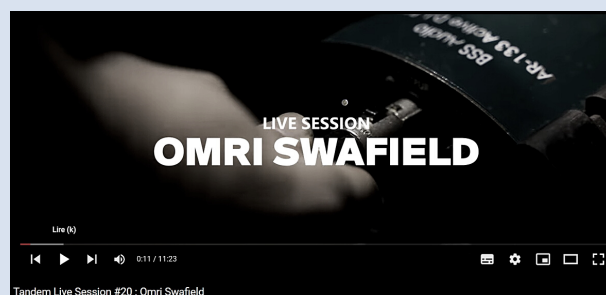 BSS Audio
AR-133 Active D.I.
LIVE SESSION
OMRI SWAFIELD
Lire (k)
0:11 / 11:23
Tandem Live Session #20 : Omri Swafield